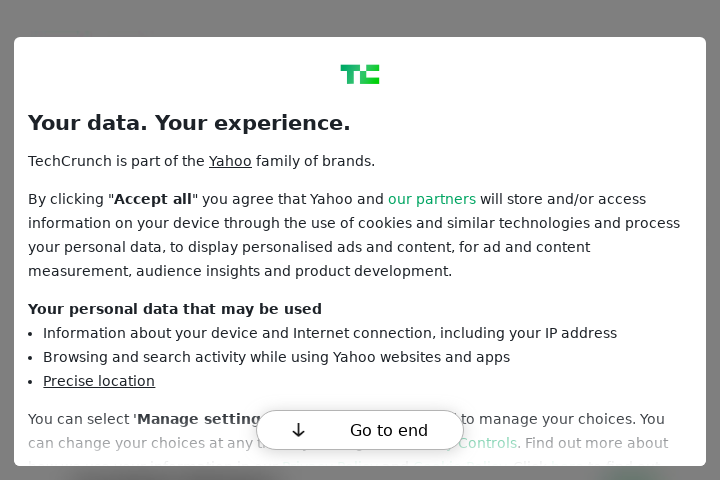 TC
Your data. Your experience.
TechCrunch is part of the Yahoo family of brands.
By clicking "Accept all" you agree that Yahoo and our partners will store and/or access
information on your device through the use of cookies and similar technologies and process
your personal data, to display personalised ads and content, for ad and content
measurement, audience insights and product development.
Your personal data that may be used
• Information about your device and Internet connection, including your IP address
• Browsing and search activity while using Yahoo websites and apps
• Precise location
You can select 'Manage to manage your choices. You
can change your choices at any Controls. Find out more about
Go to end